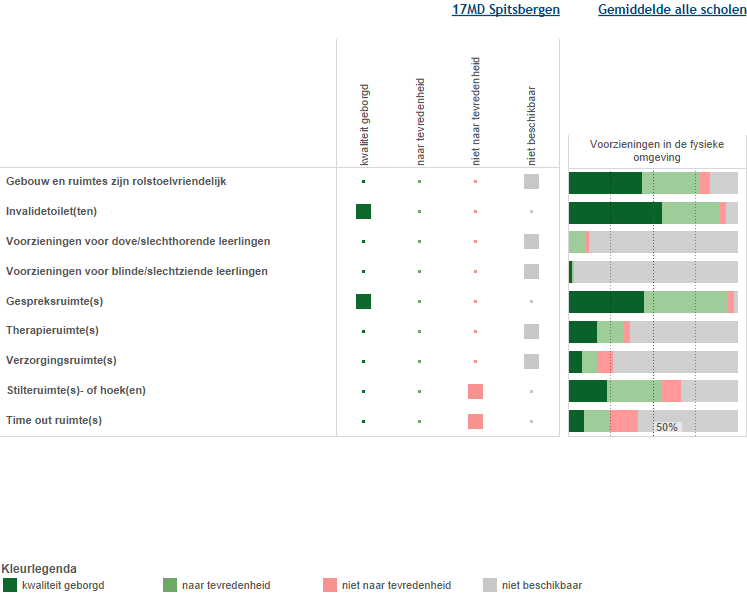 17MD Spitsbergen
Gemiddelde alle scholen
kwaliteit geborgd
naar tevredenheid
niet naar tevredenheid
niet beschikbaar
Voorzieningen in de fysieke
omgeving
Gebouw en ruimtes zijn rolstoelvriendelijk
Invalidetoilet(ten)
Voorzieningen voor dove/slechthorende leerlingen
Voorzieningen voor blinde/slechtziende leerlingen
Gespreksruimte(s)
Therapieruimte(s)
Verzorgingsruimte(s)
Stilteruimte(s)- of hoek(en)
Time out ruimte(s)
50%
Kleurlegenda
kwaliteit geborgd
naar tevredenheid
niet naar tevredenheid
niet beschikbaar